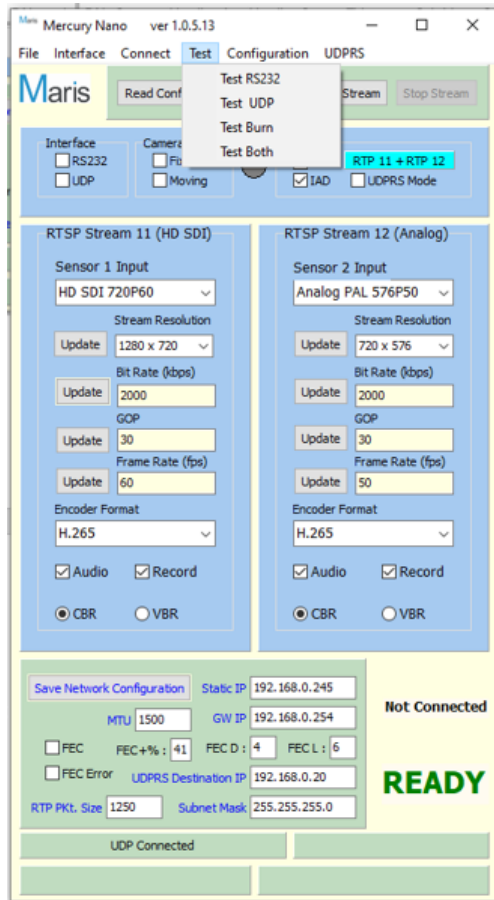 Maris Mercury Nano ver 1.0.5.13
File Interface Connect Test Configuration UDPRS
Test RS232
Test UDP
Test Burn
Test Both
Maris
Read Conf
Stream
Stop Stream
Interface
RS232
UDP
Camera
Moving
RTP 11 + RTP 12
IAD
UDPRS Mode
RTSP Stream 11 (HD SDI)
Sensor 1 Input
HD SDI 720P60
Stream Resolution
Update 1280 x 720
Bit Rate (kbps)
Update 2000
GOP
Update 30
Frame Rate (fps)
Update 60
Encoder Format
H.265
Audio Record
CBR VBR
RTSP Stream 12 (Analog)
Sensor 2 Input
Analog PAL 576P50
Stream Resolution
Update 720 x 576
Bit Rate (kbps)
Update 2000
GOP
Update 30
Frame Rate (fps)
Update 50
Encoder Format
H.265
Audio Record
CBR VBR
Save Network Configuration Static IP 192.168.0.245
MTU 1500 GW IP 192.168.0.254
FEC FEC+% : 41 FEC D : 4 FEC L : 6
FEC Error UDPRS Destination IP 192.168.0.20
RTP PKt. Size 1250 Subnet Mask 255.255.255.0
Not Connected
READY
UDP Connected